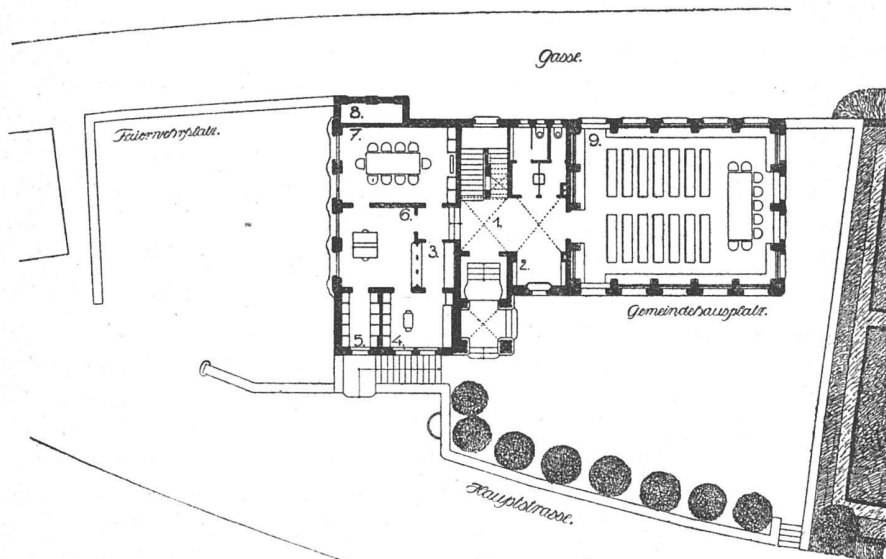 Gasse.
Feuerwehrplatz.
8.
7.
9.
6.
1.
3.
2.
Gemeindehausplatz.
5.
4.
Hauptstrasse.